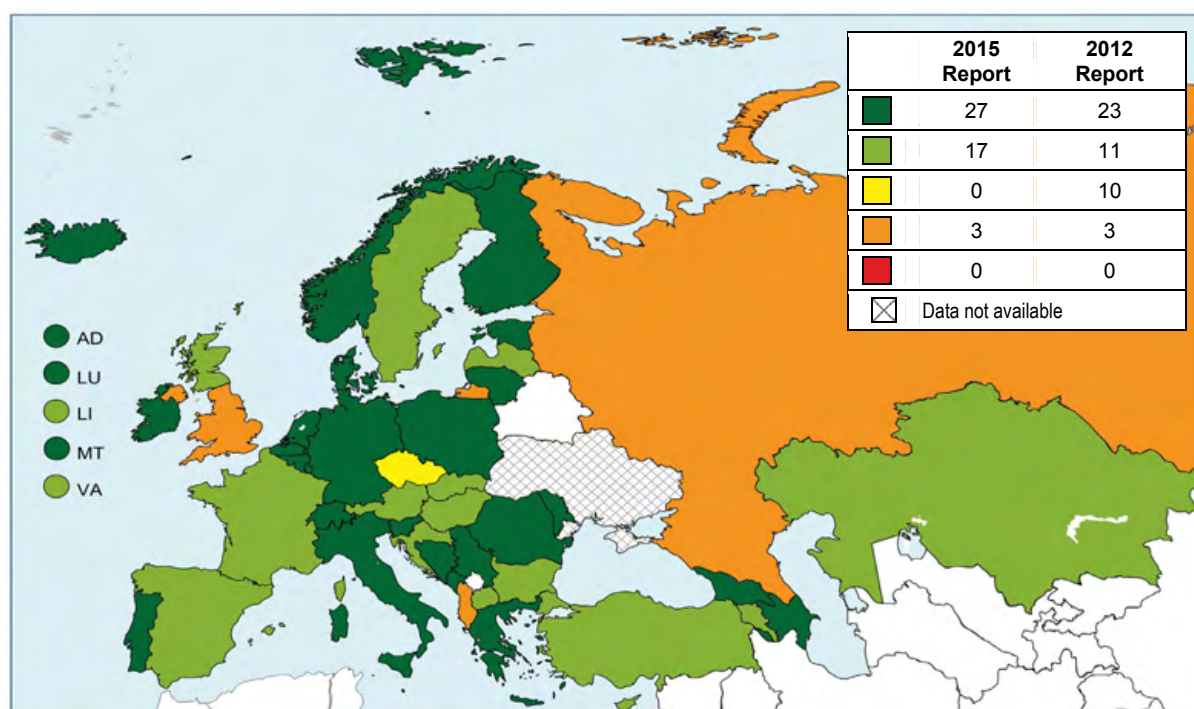 2015 Report 2012 Report
27 23
17 11
0 10
3 3
0 0
Data not available
AD
LU
LI
MT
VA